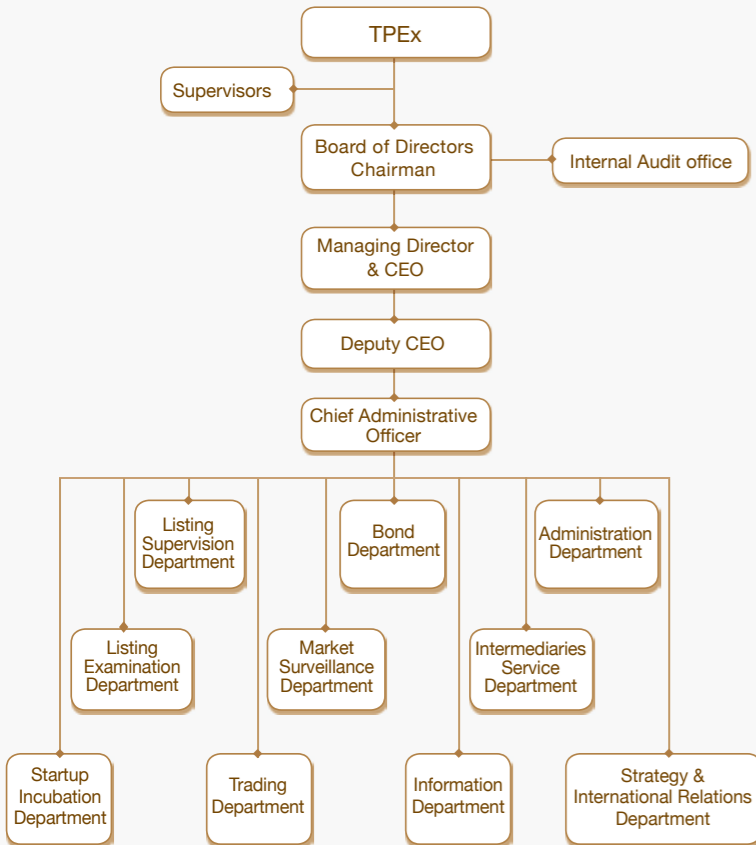 TPEx
Supervisors
Board of Directors
Chairman
Internal Audit office
Managing Director
& CEO
Deputy CEO
Chief Administrative
Officer
Listing
Supervision
Department
Bond
Department
Administration
Department
Listing
Examination
Department
Market
Surveillance
Department
Intermediaries
Service
Department
Startup
Incubation
Department
Trading
Department
Information
Department
Strategy &
International Relations
Department